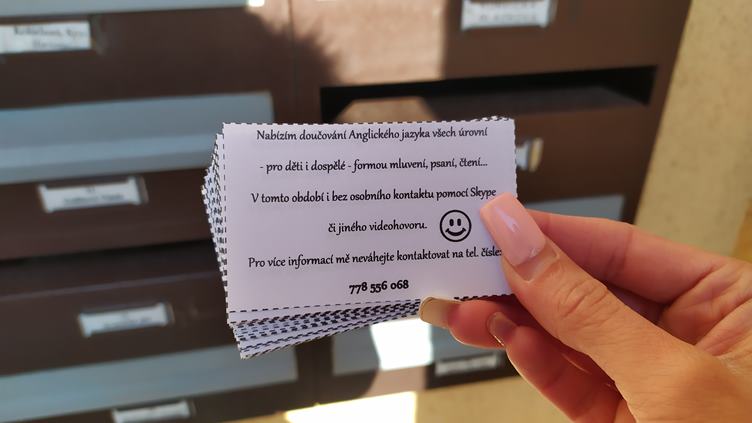 Nabízím doučování Anglického jazyka všech úrovní
- pro děti i dospělé - formou mluvení, psaní, čtení...
V tomto období i bez osobního kontaktu pomocí Skype
či jiného videohovoru.
Pro více informací mě neváhejte kontaktovat na tel. čísle:
778 556 068